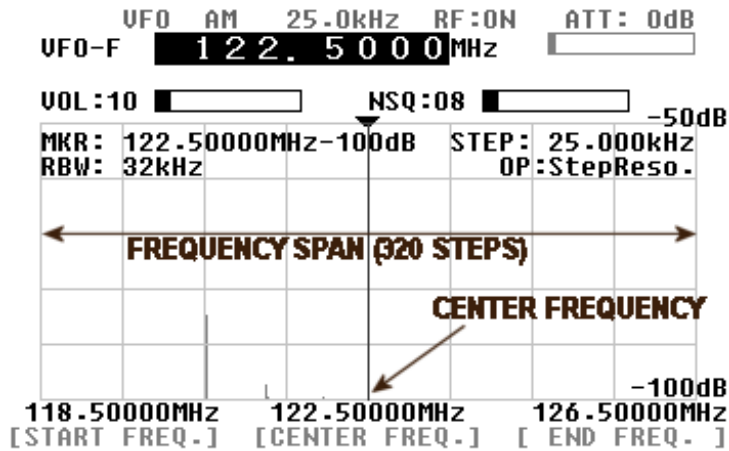 VFO AM 25.0kHz RF:ON ATT: 0dB
VFO-F 122.5000MHz
VOL:10 NSQ:08
-50dB
MKR: 122.50000MHz-100dB STEP: 25.000kHz
RBW: 32kHz OP:StepReso.
FREQUENCY SPAN (320 STEPS)
CENTER FREQUENCY
-100dB
118.50000MHz 122.50000MHz 126.50000MHz
[START FREQ.] [CENTER FREQ.] [ END FREQ. ]